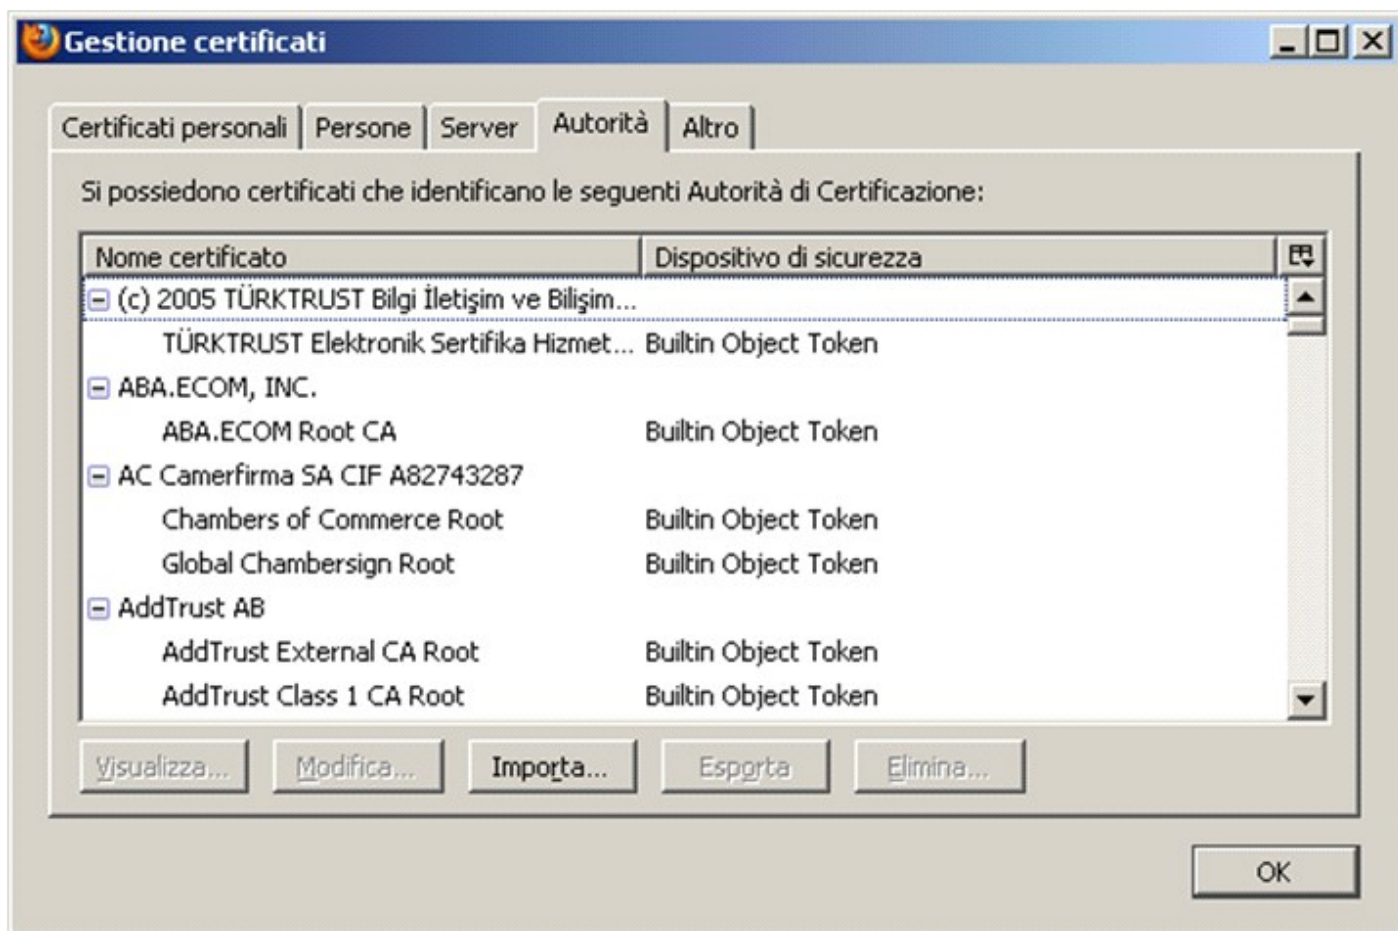 Gestione certificati
Certificati personali Persone Server Autorità Altro
Si possiedono certificati che identificano le seguenti Autorità di Certificazione:
Nome certificato Dispositivo di sicurezza
(c) 2005 TÜRKTRUST Bilgi İletişim ve Bilişim...
TÜRKTRUST Elektronik Sertifika Hizmet... Builtin Object Token
ABA.ECOM, INC.
ABA.ECOM Root CA Builtin Object Token
AC Camerfirma SA CIF A82743287
Chambers of Commerce Root Builtin Object Token
Global Chambersign Root Builtin Object Token
AddTrust AB
AddTrust External CA Root Builtin Object Token
AddTrust Class 1 CA Root Builtin Object Token
Visualizza... Modifica... Importa... Esporta Elimina...
OK